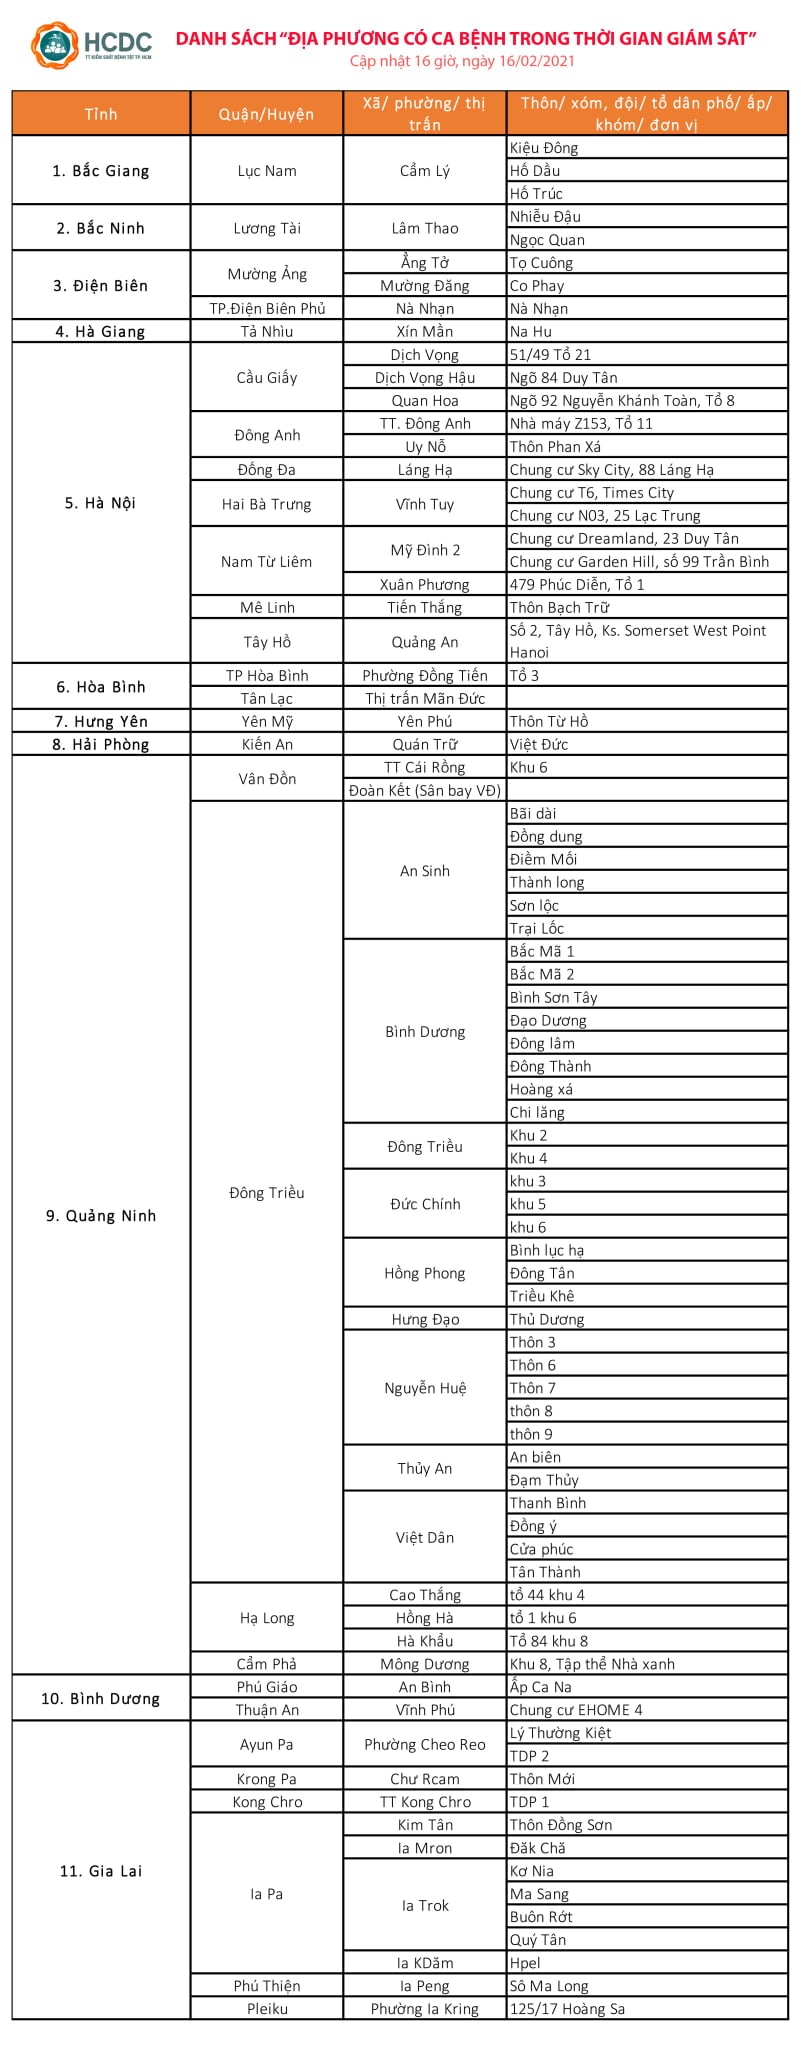 HCDC
TT KIỂM SOÁT BỆNH TẬT TP. HCM
DANH SÁCH “ĐỊA PHƯƠNG CÓ CA BỆNH TRONG THỜI GIAN GIÁM SÁT”
Cập nhật 16 giờ, ngày 16/02/2021
Tỉnh
Quận/Huyện
Xã/ phường/ thị
trấn
Thôn/ xóm, đội/ tổ dân phố/ ấp/
khóm/ đơn vị
1. Bắc Giang
Lục Nam
Cẩm Lý
Kiệu Đông
Hố Dầu
Hố Trúc
2. Bắc Ninh
Lương Tài
Lâm Thao
Nhiễu Đậu
Ngọc Quan
3. Điện Biên
Mường Ảng
Ẳng Tở
Tọ Cuông
Mường Đăng
Co Phay
TP.Điện Biên Phủ
Nà Nhạn
Nà Nhạn
4. Hà Giang
Tả Nhìu
Xín Mần
Na Hu
5. Hà Nội
Cầu Giấy
Dịch Vọng
51/49 Tổ 21
Dịch Vọng Hậu
Ngõ 84 Duy Tân
Quan Hoa
Ngõ 92 Nguyễn Khánh Toàn, Tổ 8
Đông Anh
TT. Đông Anh
Nhà máy Z153, Tổ 11
Uy Nỗ
Thôn Phan Xá
Đống Đa
Láng Hạ
Chung cư Sky City, 88 Láng Hạ
Hai Bà Trưng
Vĩnh Tuy
Chung cư T6, Times City
Chung cư N03, 25 Lạc Trung
Nam Từ Liêm
Mỹ Đình 2
Chung cư Dreamland, 23 Duy Tân
Chung cư Garden Hill, số 99 Trần Bình
Xuân Phương
479 Phúc Diễn, Tổ 1
Mê Linh
Tiến Thắng
Thôn Bạch Trữ
Tây Hồ
Quảng An
Số 2, Tây Hồ, Ks. Somerset West Point
Hanoi
6. Hòa Bình
TP Hòa Bình
Phường Đồng Tiến
Tổ 3
Tân Lạc
Thị trấn Mãn Đức
7. Hưng Yên
Yên Mỹ
Yên Phú
Thôn Từ Hồ
8. Hải Phòng
Kiến An
Quán Trữ
Việt Đức
9. Quảng Ninh
Vân Đồn
TT Cái Rồng
Khu 6
Đoàn Kết (Sân bay VĐ)
Đông Triều
An Sinh
Bãi dài
Đồng dung
Điềm Mối
Thành long
Sơn lộc
Trại Lốc
Bình Dương
Bắc Mã 1
Bắc Mã 2
Bình Sơn Tây
Đạo Dương
Đông lâm
Đông Thành
Hoàng xá
Chi lăng
Đông Triều
Khu 2
Khu 4
Đức Chính
khu 3
khu 5
khu 6
Hồng Phong
Bình lục hạ
Đông Tân
Triều Khê
Hưng Đạo
Thủ Dương
Nguyễn Huệ
Thôn 3
Thôn 6
Thôn 7
thôn 8
thôn 9
Thủy An
An biên
Đạm Thủy
Việt Dân
Thanh Bình
Đồng ý
Cửa phúc
Tân Thành
Hạ Long
Cao Thắng
tổ 44 khu 4
Hồng Hà
tổ 1 khu 6
Hà Khẩu
Tổ 84 khu 8
Cẩm Phả
Mông Dương
Khu 8, Tập thể Nhà xanh
10. Bình Dương
Phú Giáo
An Bình
Ấp Ca Na
Thuận An
Vĩnh Phú
Chung cư EHOME 4
11. Gia Lai
Ayun Pa
Phường Cheo Reo
Lý Thường Kiệt
TDP 2
Krong Pa
Chư Rcam
Thôn Mới
Kong Chro
TT Kong Chro
TDP 1
Ia Pa
Kim Tân
Thôn Đồng Sơn
Ia Mron
Đăk Chă
Ia Trok
Kơ Nia
Ma Sang
Buôn Rớt
Quý Tân
Ia KDăm
Hpel
Phú Thiện
Ia Peng
Sô Ma Long
Pleiku
Phường Ia Kring
125/17 Hoàng Sa